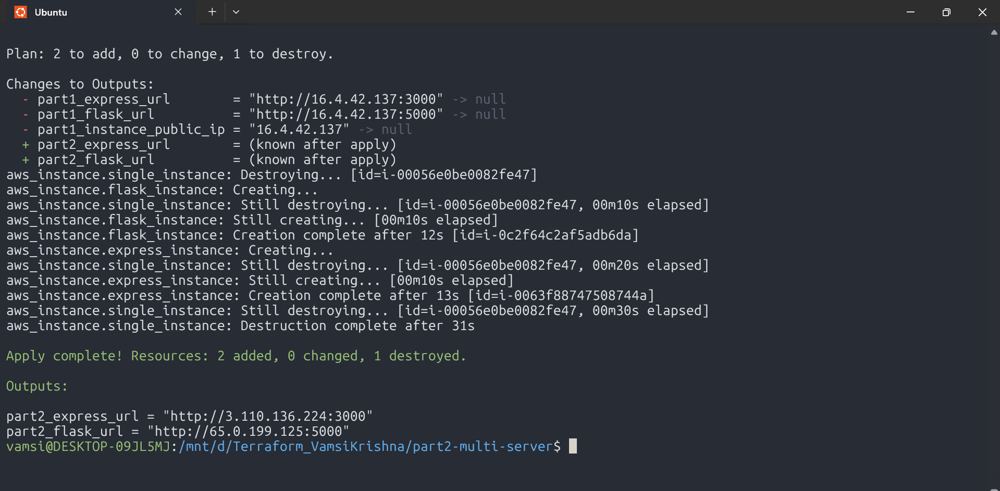 Ubuntu
Plan: 2 to add, 0 to change, 1 to destroy.
Changes to Outputs:
  - part1_express_url        = "http://16.4.42.137:3000" -> null
  - part1_flask_url          = "http://16.4.42.137:5000" -> null
  - part1_instance_public_ip = "16.4.42.137" -> null
  + part2_express_url        = (known after apply)
  + part2_flask_url          = (known after apply)
aws_instance.single_instance: Destroying... [id=i-00056e0be0082fe47]
aws_instance.flask_instance: Creating...
aws_instance.single_instance: Still destroying... [id=i-00056e0be0082fe47, 00m10s elapsed]
aws_instance.flask_instance: Still creating... [00m10s elapsed]
aws_instance.flask_instance: Creation complete after 12s [id=i-0c2f64c2af5adb6da]
aws_instance.express_instance: Creating...
aws_instance.single_instance: Still destroying... [id=i-00056e0be0082fe47, 00m20s elapsed]
aws_instance.express_instance: Still creating... [00m10s elapsed]
aws_instance.express_instance: Creation complete after 13s [id=i-0063f88747508744a]
aws_instance.single_instance: Still destroying... [id=i-00056e0be0082fe47, 00m30s elapsed]
aws_instance.single_instance: Destruction complete after 31s
Apply complete! Resources: 2 added, 0 changed, 1 destroyed.
Outputs:
part2_express_url = "http://3.110.136.224:3000"
part2_flask_url = "http://65.0.199.125:5000"
vamsi@DESKTOP-09JL5MJ:/mnt/d/Terraform_VamsiKrishna/part2-multi-server$